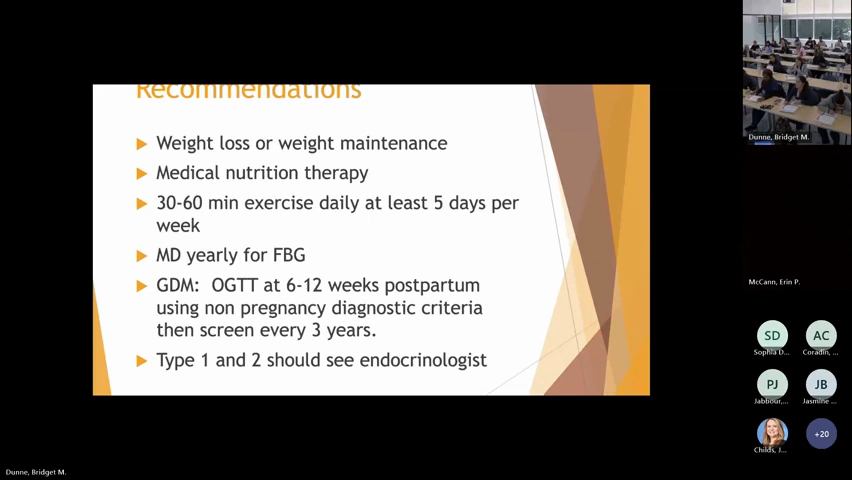 Recommendations
Weight loss or weight maintenance
Medical nutrition therapy
30-60 min exercise daily at least 5 days per
week
MD yearly for FBG
GDM: OGTT at 6-12 weeks postpartum
using non pregnancy diagnostic criteria
then screen every 3 years.
Type 1 and 2 should see endocrinologist
Dunne, Bridget M.
McCann, Erin P.
SD
AC
Sophia D...
Coradin, ...
PJ
JB
Jabbour,...
Jasmine ...
+20
Childs, J...
Dunne, Bridget M.